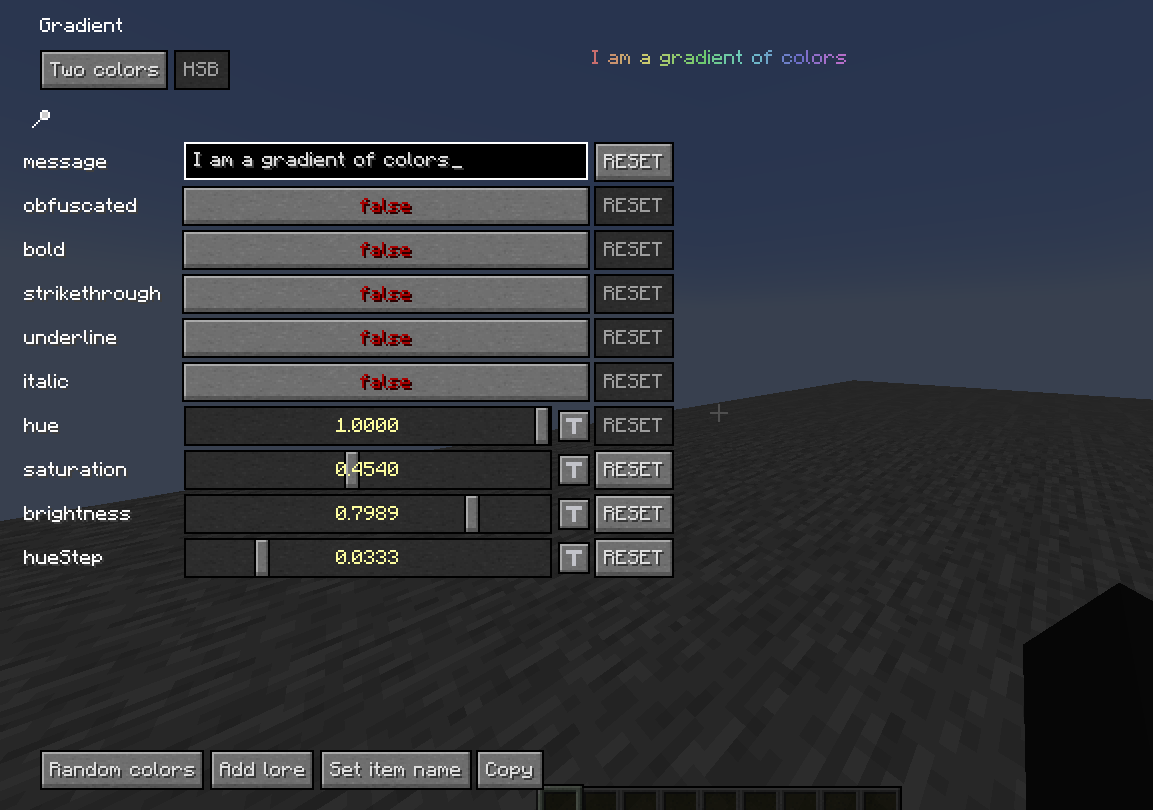 Gradient
Two colors HSB
I am a gradient of colors
message I am a gradient of colors_ RESET
obfuscated false RESET
bold false RESET
strikethrough false RESET
underline false RESET
italic false RESET
hue 1.0000 T RESET
saturation 0.4540 T RESET
brightness 0.7989 T RESET
hueStep 0.0333 T RESET
Random colors Add lore Set item name Copy